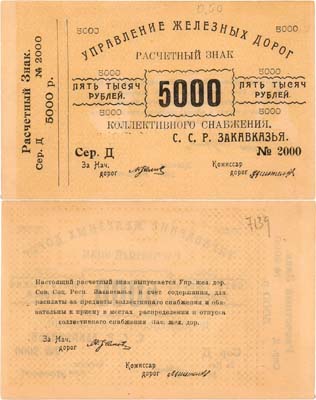 5000 5000
УПРАВЛЕНИЕ ЖЕЛЕЗНЫХ ДОРОГ
РАСЧЕТНЫЙ ЗНАК
5000 5000
ПЯТЬ ТЫСЯЧ РУБЛЕЙ. 5000 ПЯТЬ ТЫСЯЧ РУБЛЕЙ.
5000 5000
КОЛЛЕКТИВНОГО СНАБЖЕНИЯ.
С. С. Р. ЗАКАВКАЗЬЯ.
Сер. Д № 2000
За Нач. дорог Комиссар дорог
Расчетный Знак.
Сер. Д № 2000
5000 р.
7139
Настоящий расчетный знак выпускается Упр. жел. дор.
Сов. Соц. Респ. Закавказья в счет содержания, для
расплаты за предметы коллективного снабжения и обя-
зательны к приему в местах распределения и отпуска
коллективного снабжения Зак. жел. дор.
За Нач.
дорог
Комиссар
дорог